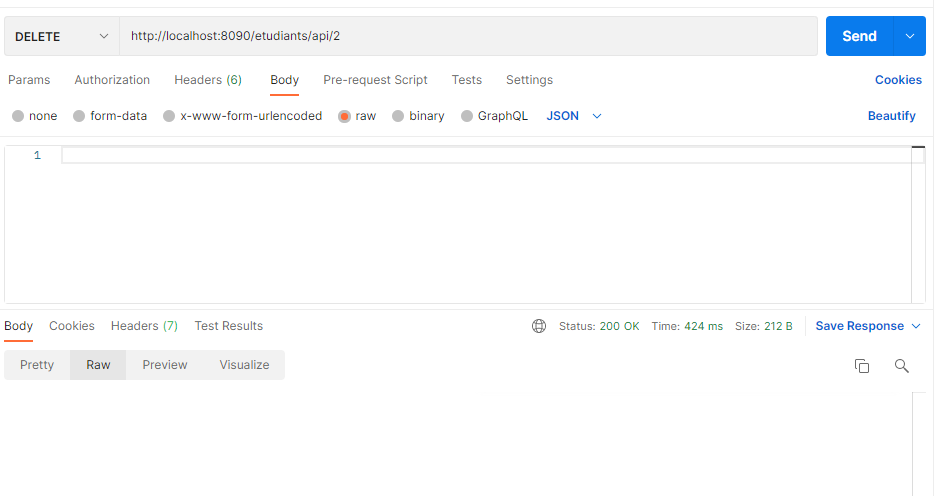 DELETE http://localhost:8090/etudiants/api/2 Send
Params Authorization Headers (6) Body Pre-request Script Tests Settings Cookies
none form-data x-www-form-urlencoded raw binary GraphQL JSON Beautify
1
Body Cookies Headers (7) Test Results Status: 200 OK Time: 424 ms Size: 212 B Save Response
Pretty Raw Preview Visualize